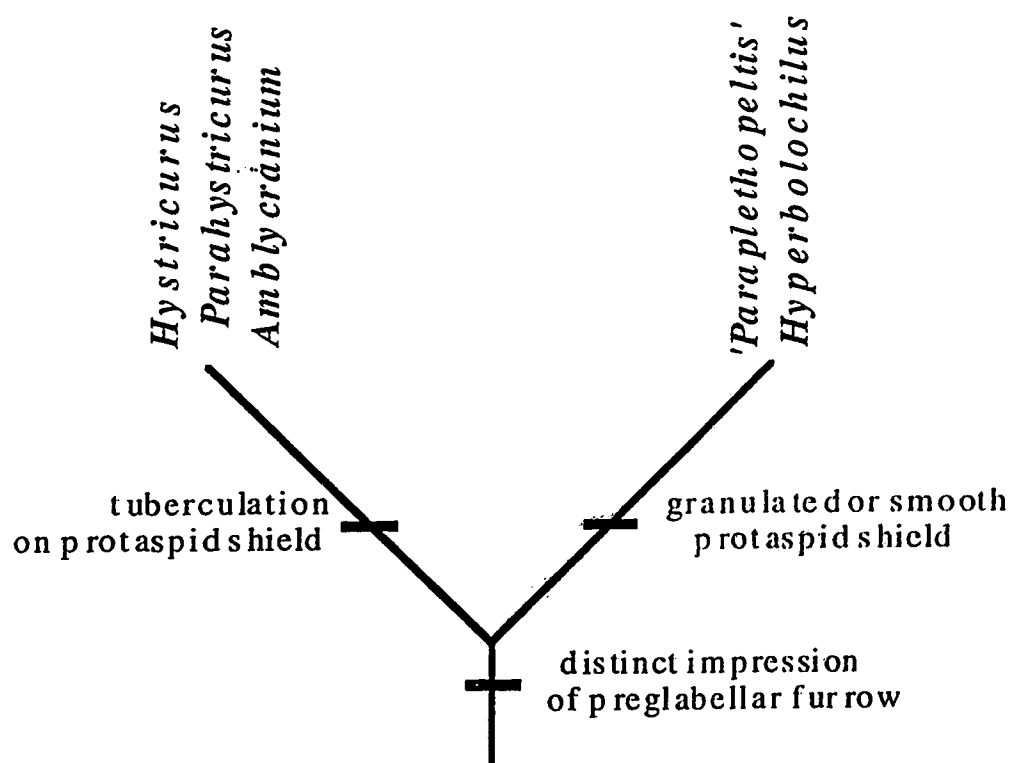 Hystricurus
Parahystricurus
Amblycranium
'Paraplethopeltis'
Hyperbolochilus
tuberculation
on protaspid shield
granulated or smooth
protaspid shield
distinct impression
of preglabellar furrow